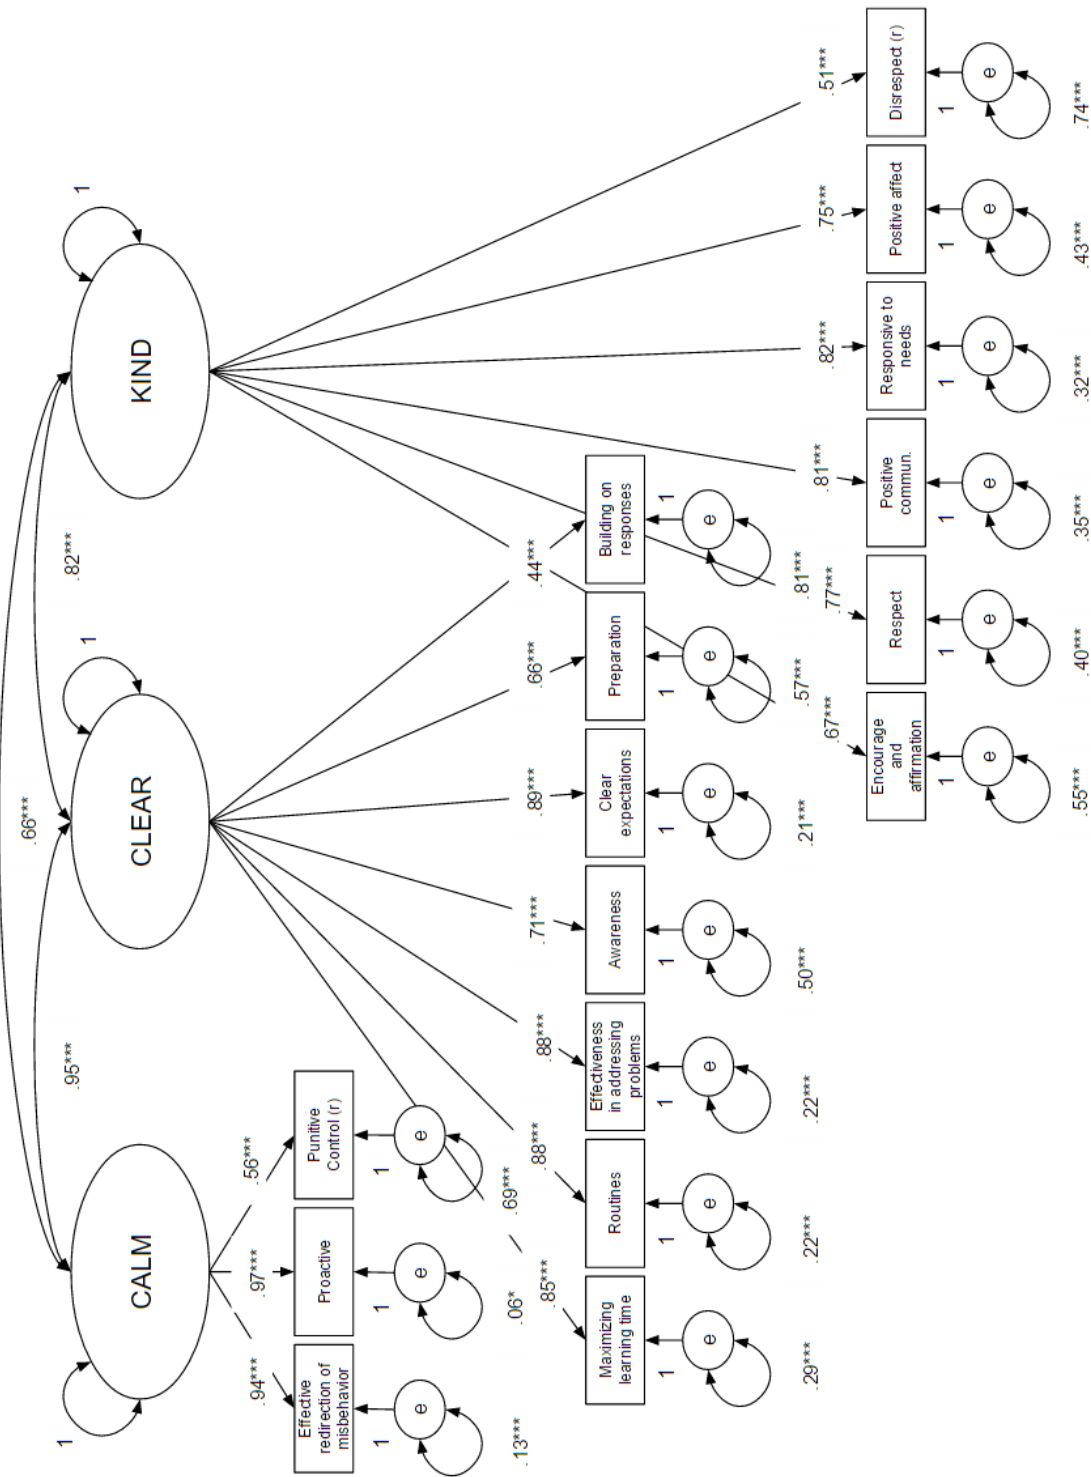 .66***
.95***
.82***
1
1
1
CALM
CLEAR
KIND
.94***
.97***
.56***
Effective
redirection of
misbehavior
Proactive
Punitive
Control (r)
1
1
1
e
e
e
.13***
.06*
.69***
.85***
.88***
.88***
.71***
.89***
.66***
.44***
Maximizing
learning time
Routines
Effectiveness
in addressing
problems
Awareness
Clear
expectations
Preparation
Building on
responses
1
1
1
1
1
1
1
e
e
e
e
e
e
e
.29***
.22***
.22***
.50***
.21***
.57***
.81***
.67***
.77***
.81***
.82***
.75***
.51***
Encourage
and
affirmation
Respect
Positive
commun.
Responsive to
needs
Positive affect
Disrespect (r)
1
1
1
1
1
1
e
e
e
e
e
e
.55***
.40***
.35***
.32***
.43***
.74***